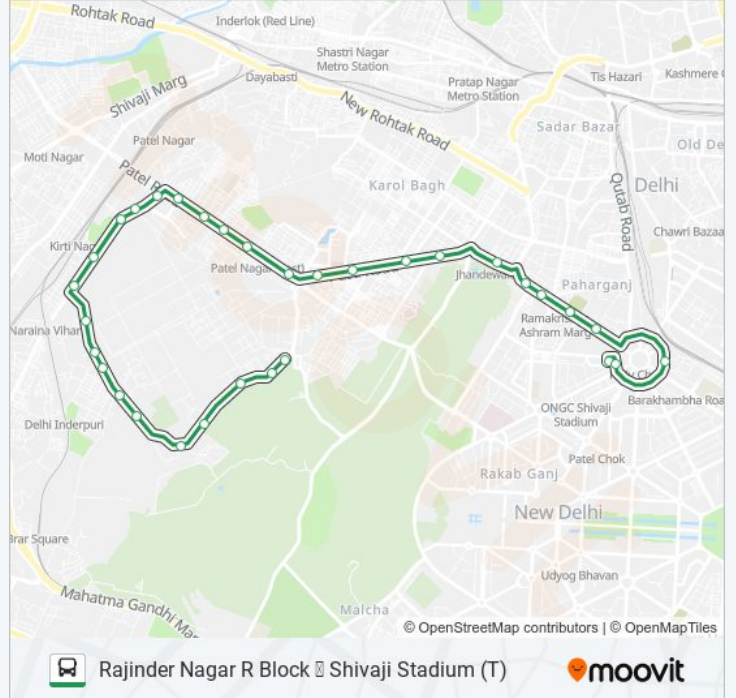 Rohtak Road
Inderlok (Red Line)
Shastri Nagar
Metro Station
Dayabasti
Pratap Nagar
Metro Station
Tis Hazari
Kashmere
Shivaji Marg
New Rohtak Road
Sadar Bazar
Old De
Patel Nagar
Moti Nagar
Patel R
Karol Bagh
Qutab Road
Delhi
Chawri Bazaa
Kirti Nag
Patel Naga
Jhandewa
Paharganj
Naraina Vihar
Ramakris
Ashram Marg
Barakhambha Roa
ONGC Shivaji
Stadium
Delhi Inderpuri
Patel Chok
Rakab Ganj
New Delhi
Brar Square
Udyog Bhavan
Mahatma Gandhi Mar
Malcha
© OpenStreetMap contributors | © OpenMapTiles
Rajinder Nagar R Block Shivaji Stadium (T)
moovit